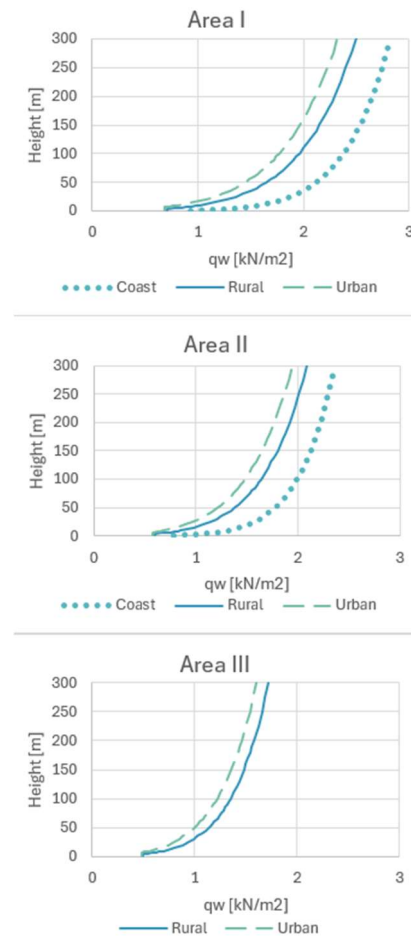 Area I
Height [m]
300
250
200
150
100
50
0
0 1 2 3
qw [kN/m2]
Coast Rural Urban
Area II
Height [m]
300
250
200
150
100
50
0
0 1 2 3
qw [kN/m2]
Coast Rural Urban
Area III
Height [m]
300
250
200
150
100
50
0
0 1 2 3
qw [kN/m2]
Rural Urban